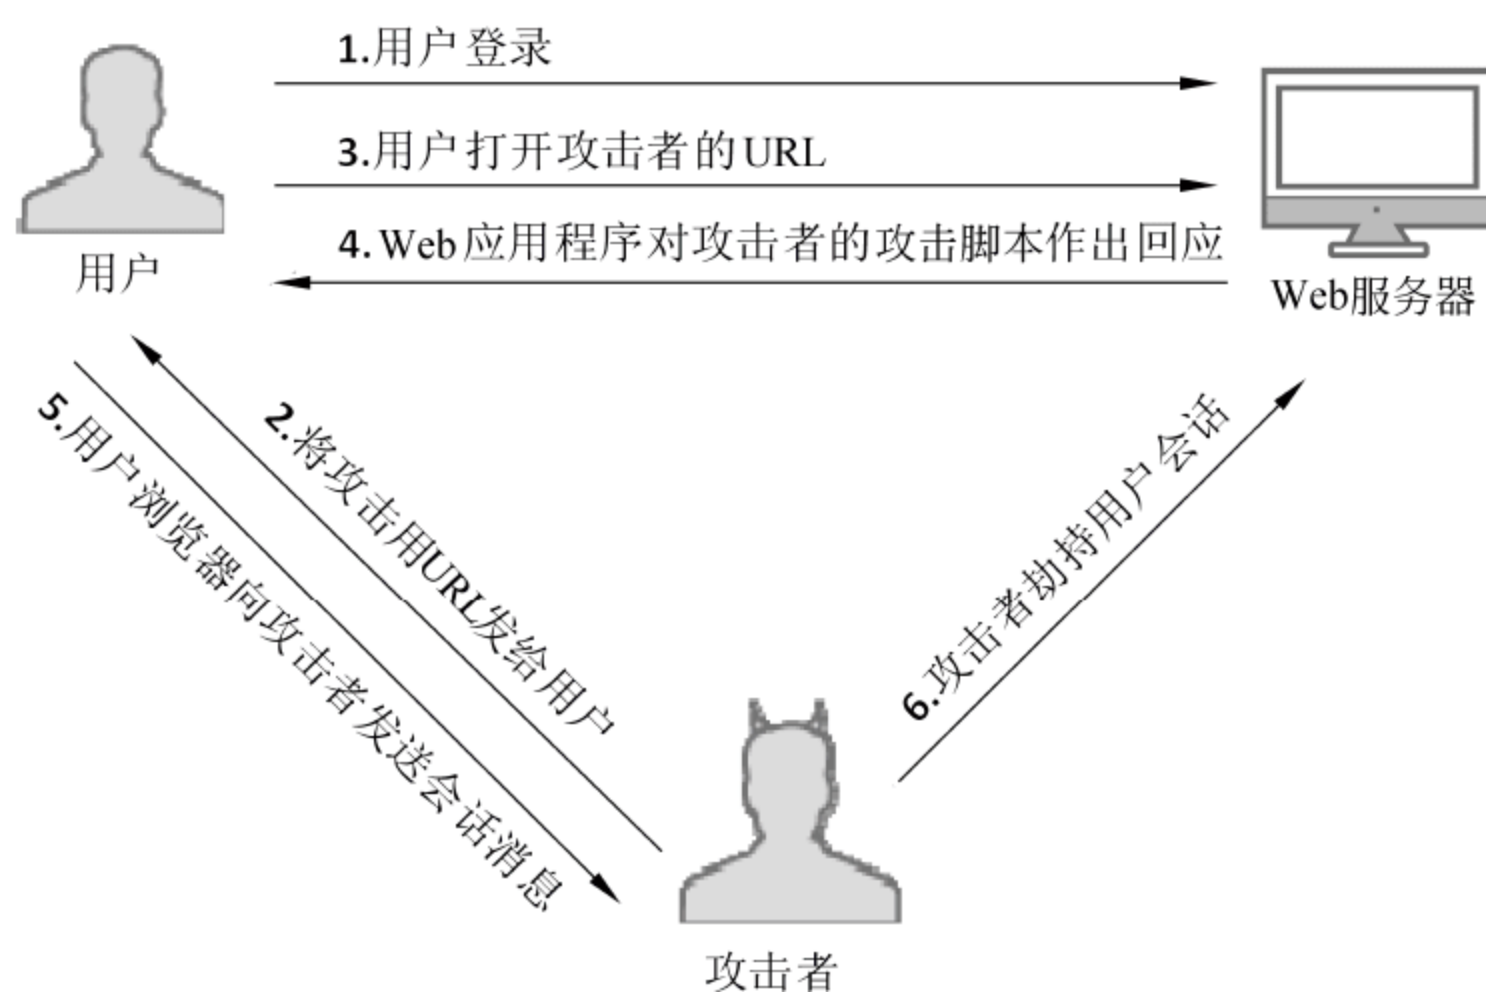 1.用户登录
3.用户打开攻击者的URL
4.Web应用程序对攻击者的攻击脚本作出回应
用户
Web服务器
2.将攻击用URL发给用户
5.用户浏览器向攻击者发送会话消息
6.攻击者劫持用户会话
攻击者